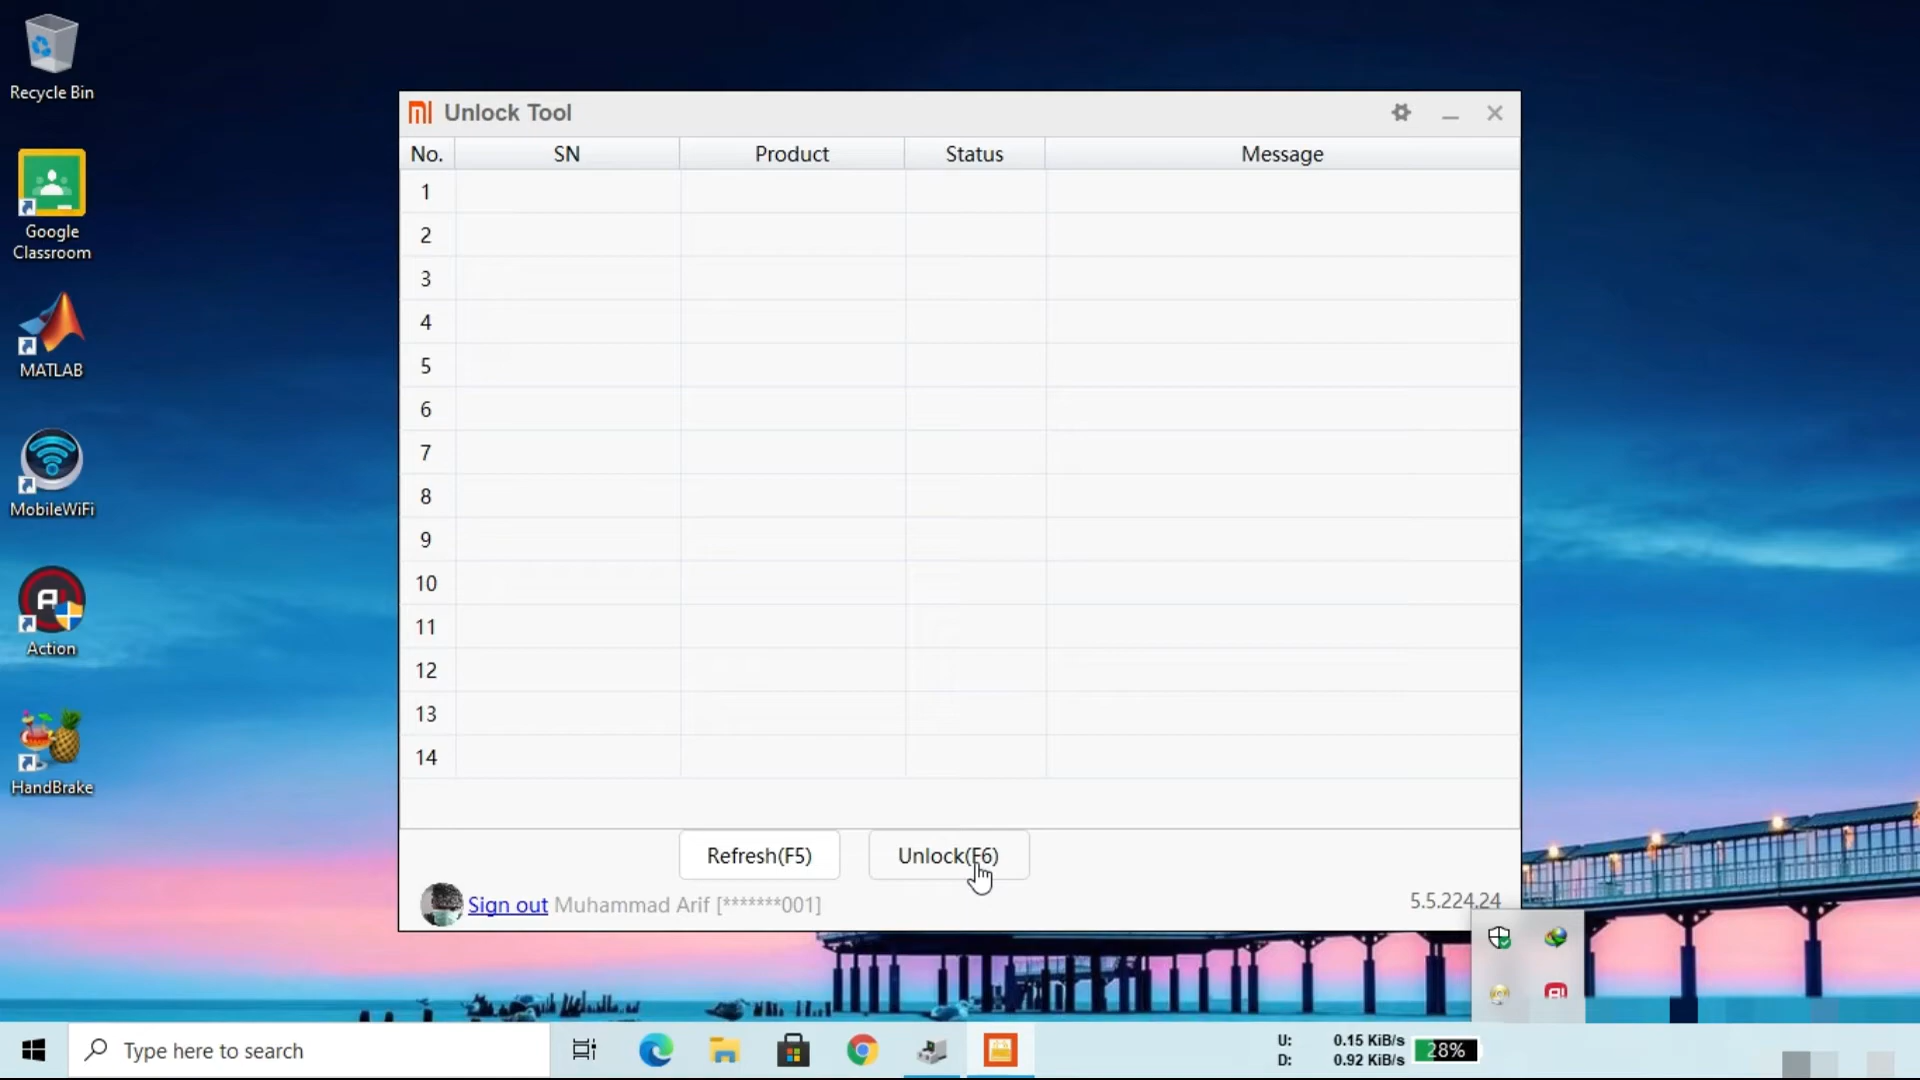 Recycle Bin
Google
Classroom
MATLAB
MobileWiFi
Action
HandBrake
Unlock Tool
No. SN Product Status Message
1
2
3
4
5
6
7
8
9
10
11
12
13
14
Refresh(F5) Unlock(F6)
Sign out Muhammad Arif [*******001]
5.5.224.24
Type here to search
U: 0.15 KiB/s
D: 0.92 KiB/s
28%